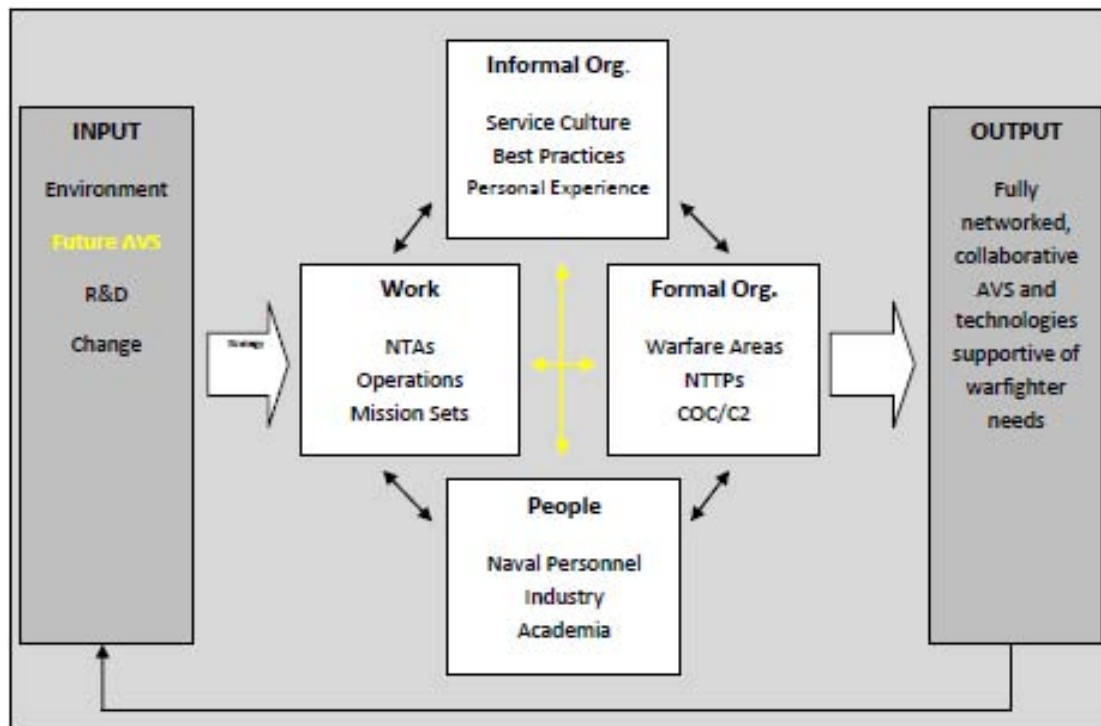 Informal Org.
Service Culture
Best Practices
Personal Experience
INPUT
Environment
Future AVS
R&D
Change
Strategy
Work
NTAs
Operations
Mission Sets
Formal Org.
Warfare Areas
NTTPs
COC/C2
People
Naval Personnel
Industry
Academia
OUTPUT
Fully
networked,
collaborative
AVS and
technologies
supportive of
warfighter
needs